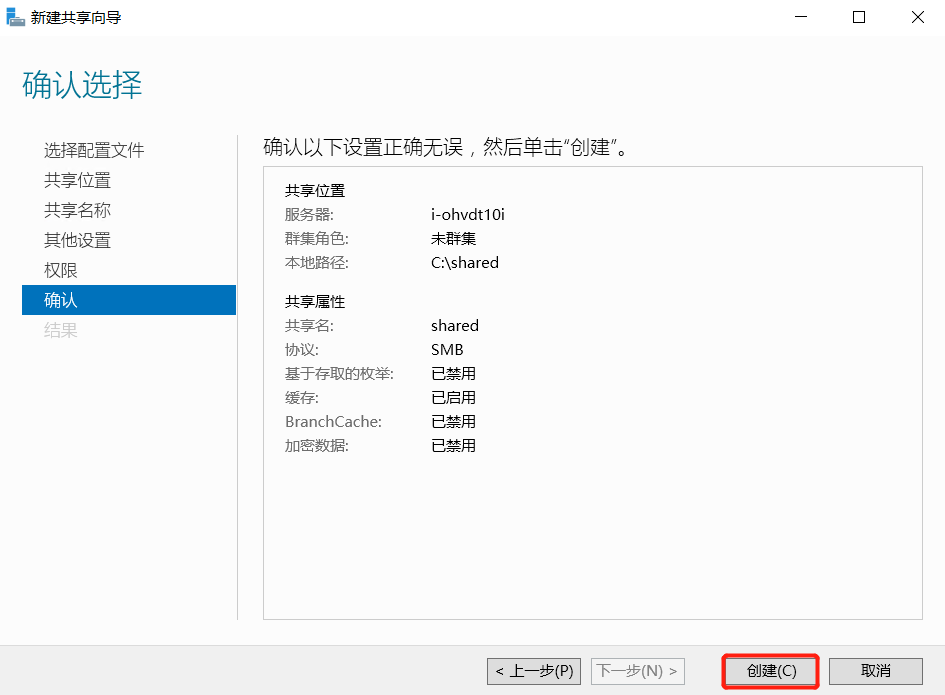 新建共享向导
确认选择
选择配置文件
共享位置
共享名称
其他设置
权限
确认
结果
确认以下设置正确无误，然后单击“创建”。
共享位置
服务器: i-ohvdt10i
群集角色: 未群集
本地路径: C:\shared
共享属性
共享名: shared
协议: SMB
基于存取的枚举: 已禁用
缓存: 已启用
BranchCache: 已禁用
加密数据: 已禁用
< 上一步(P) 下一步(N) > 创建(C) 取消